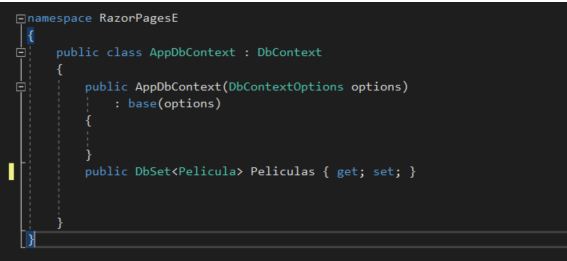 namespace RazorPagesE
{
public class AppDbContext : DbContext
{
public AppDbContext(DbContextOptions options)
: base(options)
{
}
public DbSet<Pelicula> Peliculas { get; set; }
}
}